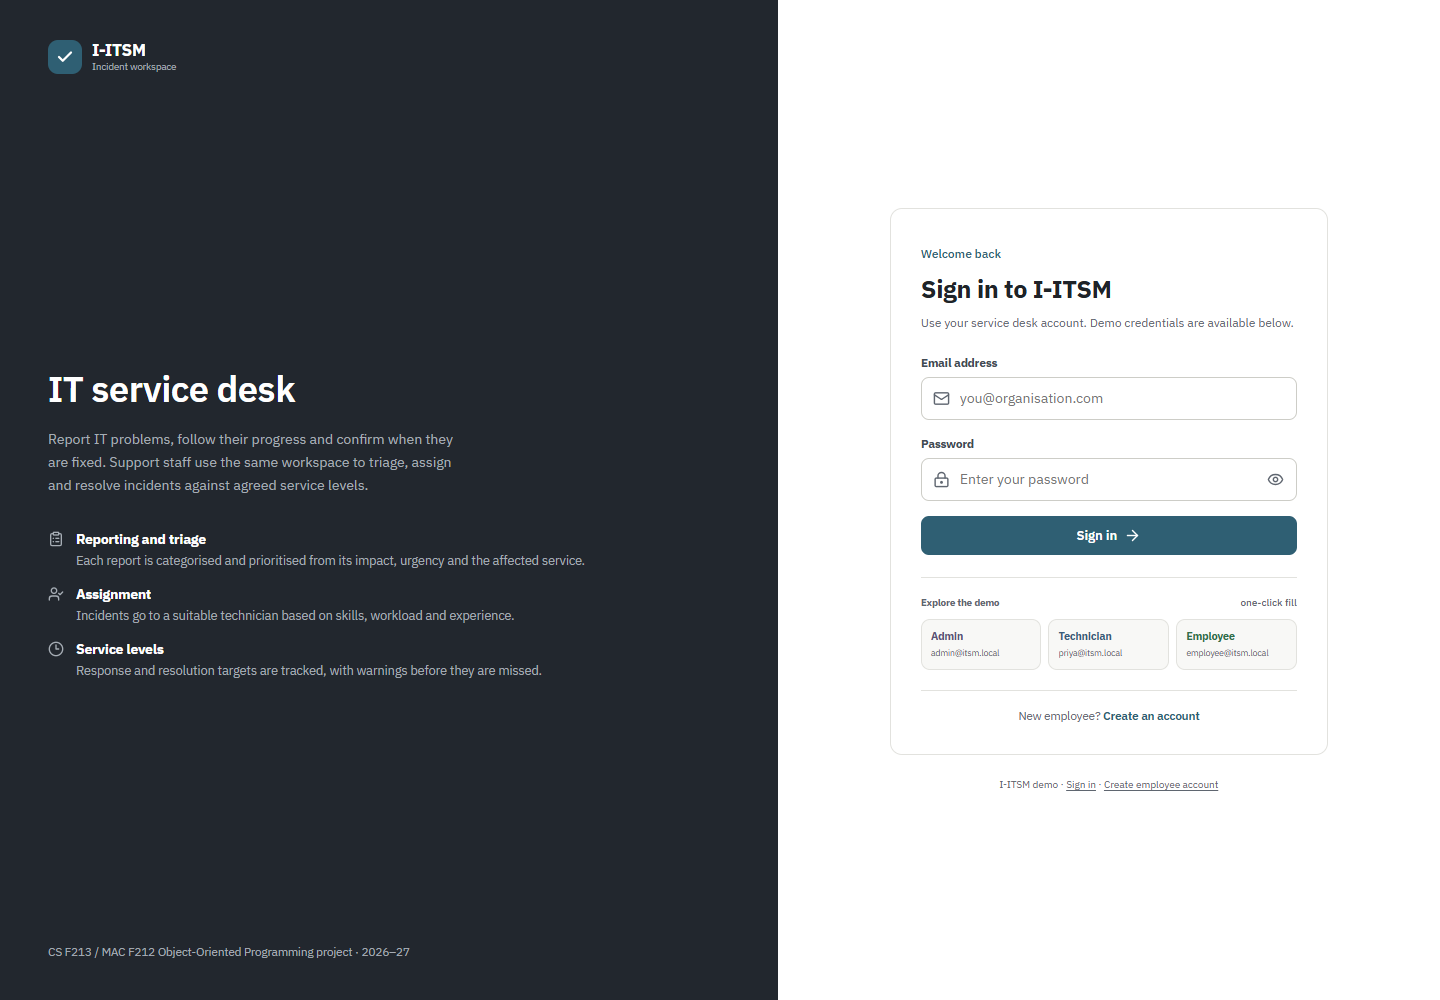 I-ITSM
Incident workspace
IT service desk
Report IT problems, follow their progress and confirm when they
are fixed. Support staff use the same workspace to triage, assign
and resolve incidents against agreed service levels.
Reporting and triage
Each report is categorised and prioritised from its impact, urgency and the affected service.
Assignment
Incidents go to a suitable technician based on skills, workload and experience.
Service levels
Response and resolution targets are tracked, with warnings before they are missed.
CS F213 / MAC F212 Object-Oriented Programming project · 2026–27
Welcome back
Sign in to I-ITSM
Use your service desk account. Demo credentials are available below.
Email address
you@organisation.com
Password
Enter your password
Sign in
Explore the demo one-click fill
Admin Technician Employee
admin@itsm.local priya@itsm.local employee@itsm.local
New employee? Create an account
I-ITSM demo · Sign in · Create employee account